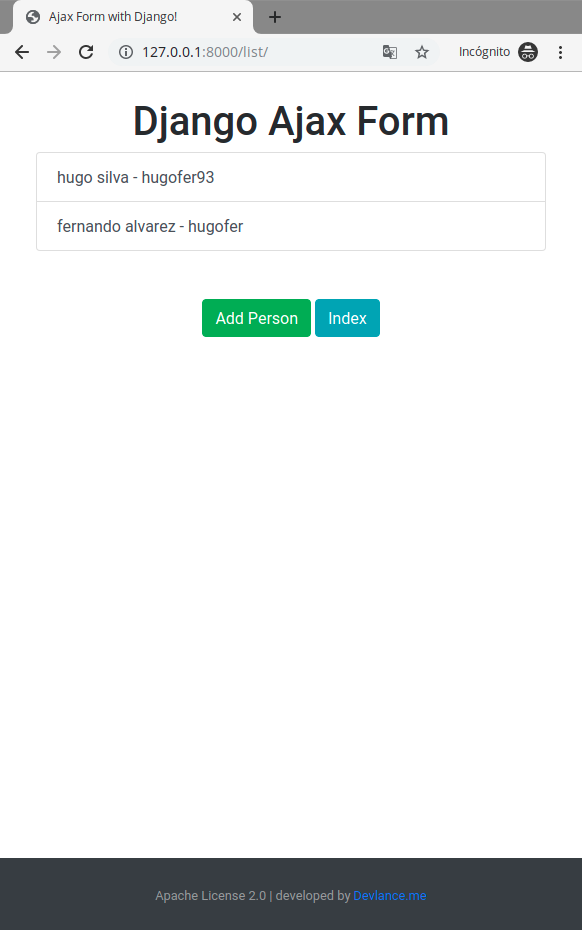 Ajax Form with Django!
127.0.0.1:8000/list/
Incógnito
Django Ajax Form
hugo silva - hugofer93
fernando alvarez - hugofer
Add Person
Index
Apache License 2.0 | developed by Devlance.me